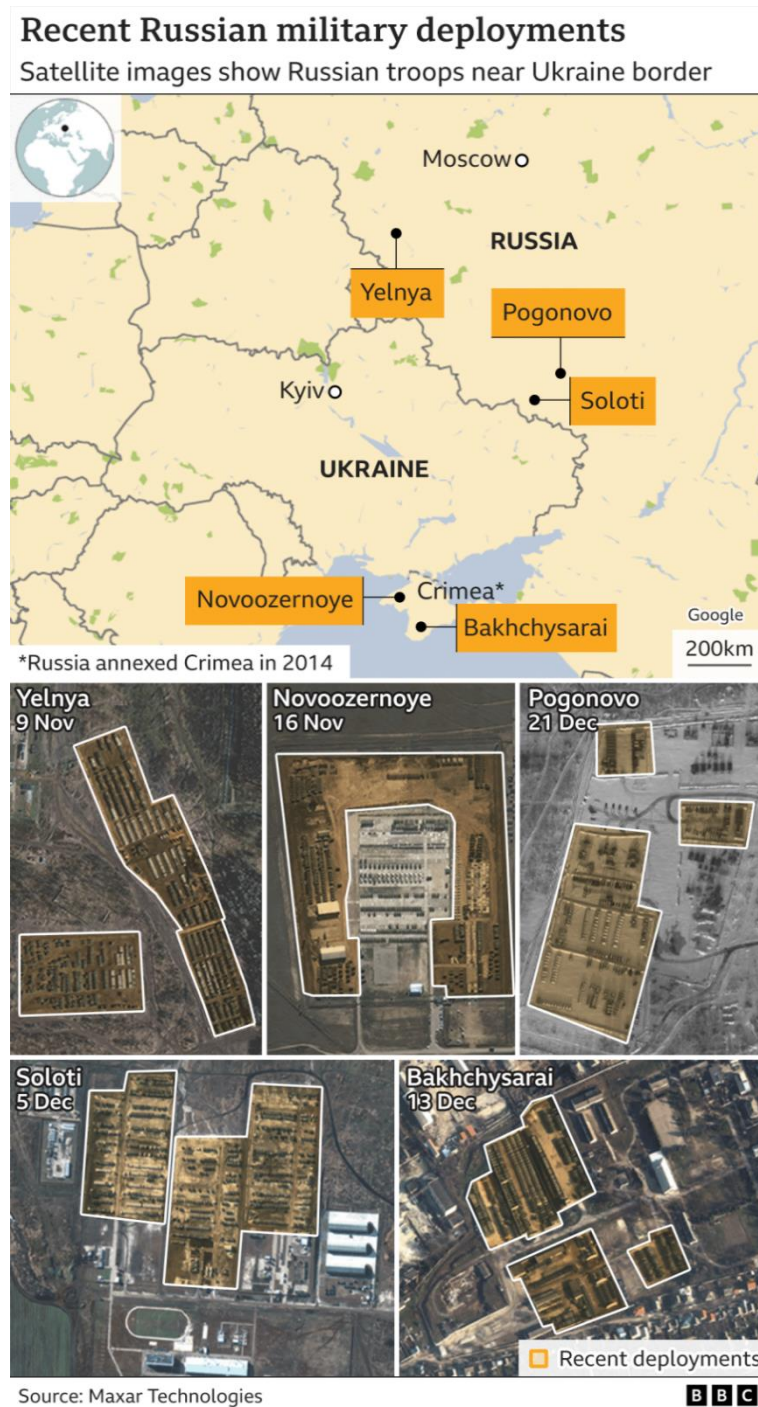 Recent Russian military deployments
Satellite images show Russian troops near Ukraine border
Moscow
RUSSIA
Yelnya
Pogonovo
Kyiv
Soloti
UKRAINE
Novoozernoye
Crimea*
Bakhchysarai
Google
200km
*Russia annexed Crimea in 2014
Yelnya
9 Nov
Novoozernoye
16 Nov
Pogonovo
21 Dec
Soloti
5 Dec
Bakhchysarai
13 Dec
Recent deployments
Source: Maxar Technologies
BBC